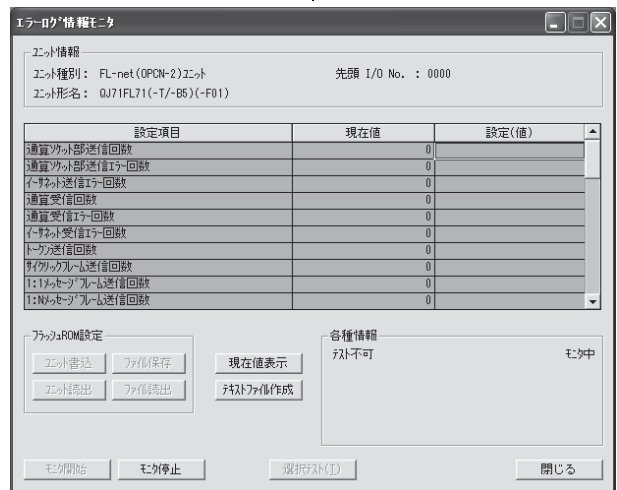 エラーログ情報モニタ
ユニット情報
ユニット種別： FL-net(OPCN-2)ユニット 先頭 I/O No. ： 0000
ユニット形名： QJ71FL71(-T/-B5)(-F01)
設定項目 現在値 設定(値)
通算ソケット部送信回数 0
通算ソケット部送信エラー回数 0
イーサネット送信エラー回数 0
通算受信回数 0
通算受信エラー回数 0
イーサネット受信エラー回数 0
トークン送信回数 0
サイクリックフレーム送信回数 0
1:1メッセージフレーム送信回数 0
1:Nメッセージフレーム送信回数 0
フラッシュROM設定 各種情報
ユニット書込 ファイル保存 現在値表示 テスト不可 モニタ中
ユニット読出 ファイル読出 テキストファイル作成
モニタ開始 モニタ停止 選択テスト(T) 閉じる